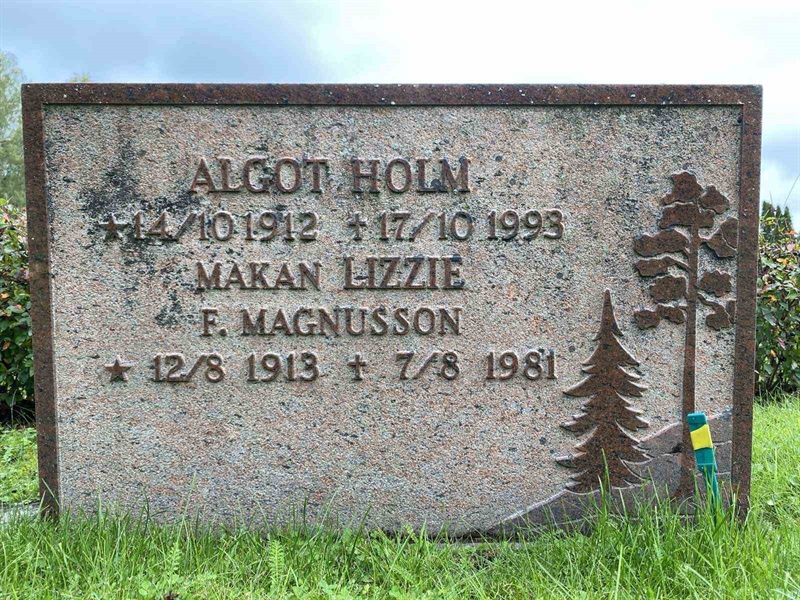 ALGOT HOLM
★ 14/10 1912 ✝ 17/10 1993
MAKAN LIZZIE
F. MAGNUSSON
★ 12/8 1913 ✝ 7/8 1981